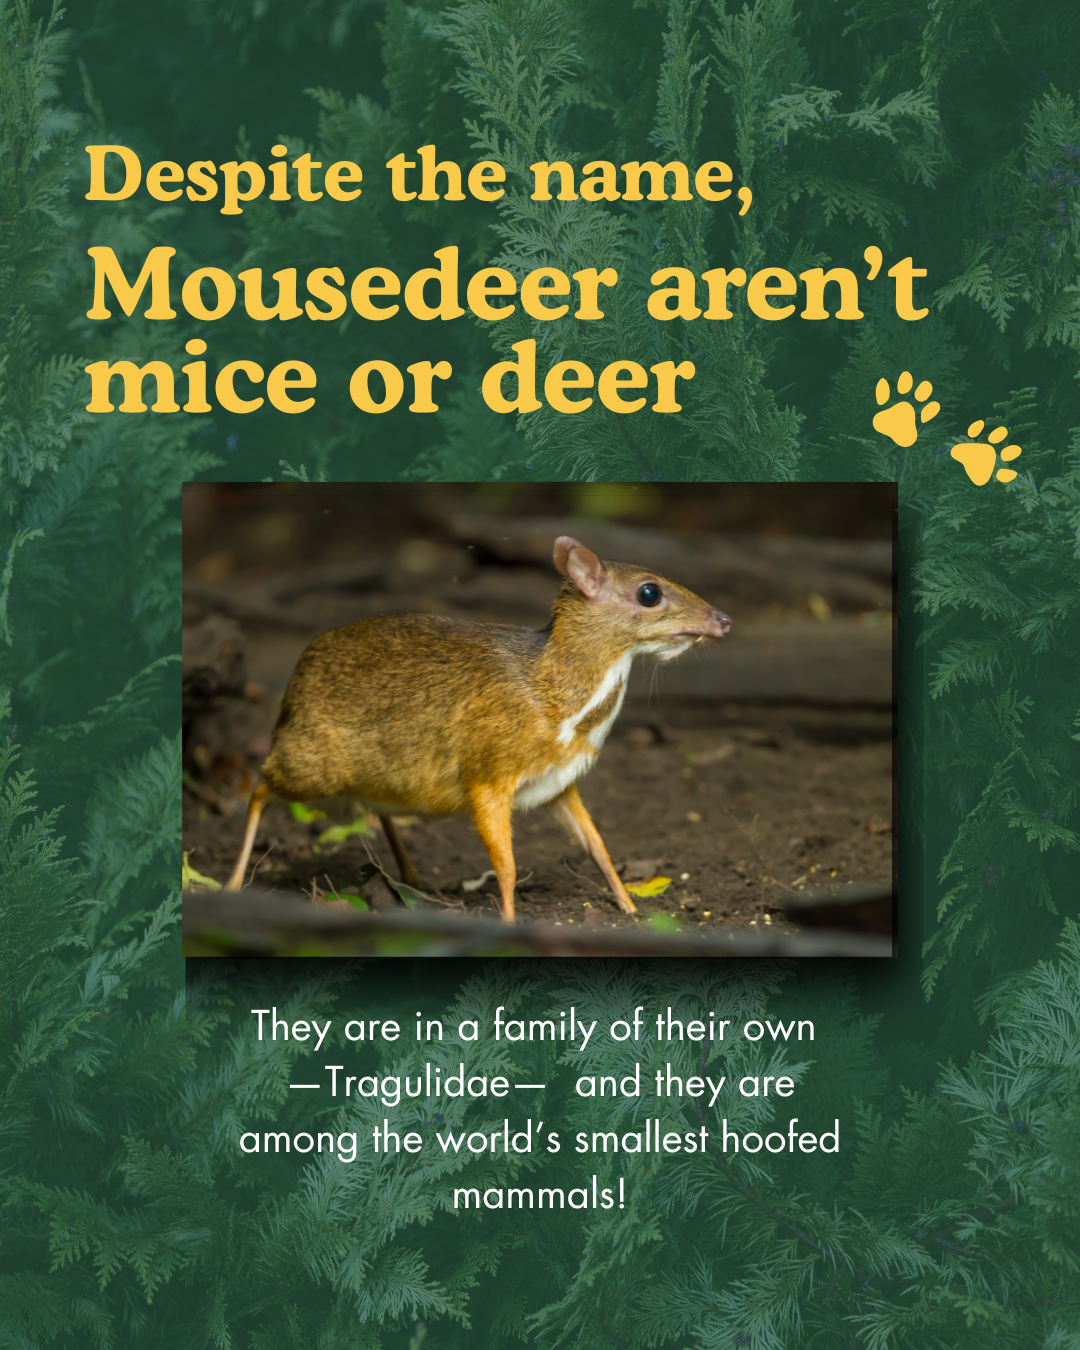 Despite the name,
Mousedeer aren’t
mice or deer
They are in a family of their own
—Tragulidae— and they are
among the world’s smallest hoofed
mammals!